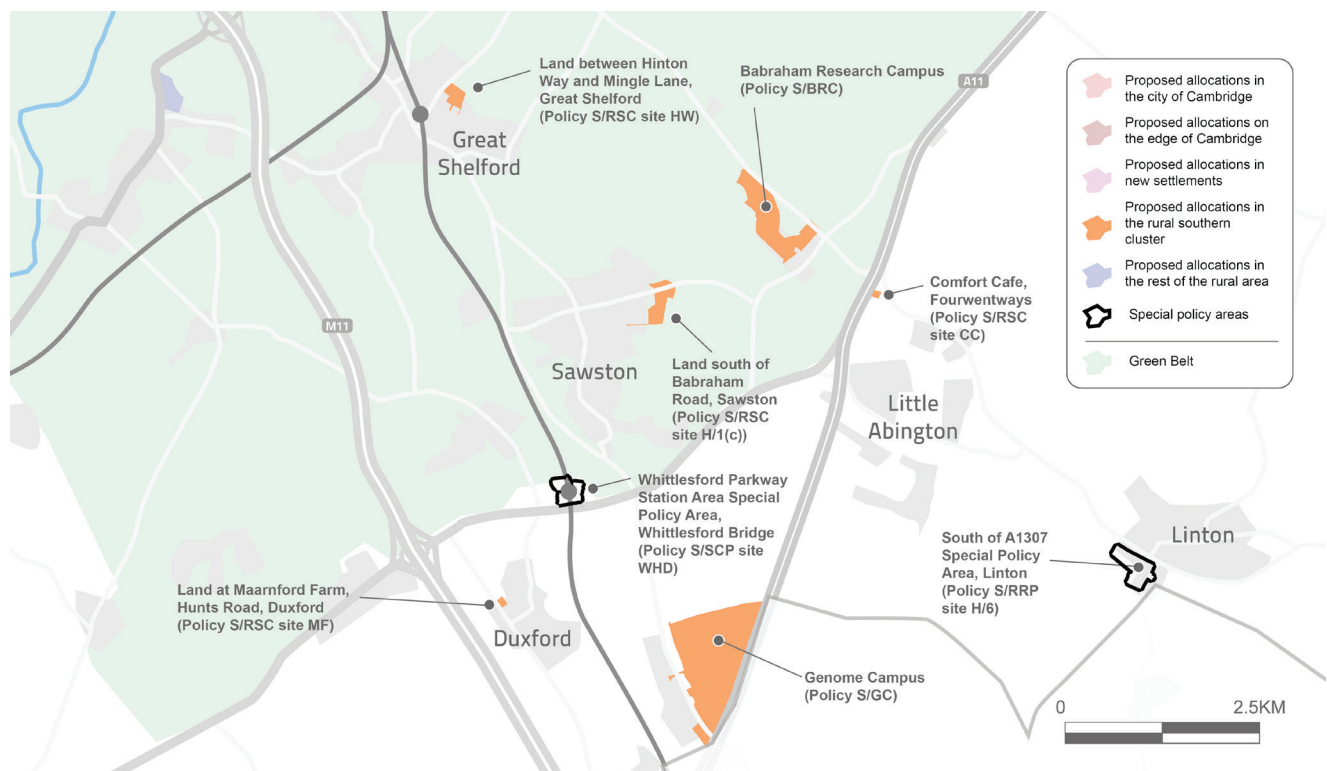 Land between Hinton
Way and Mingle Lane,
Great Shelford
(Policy S/RSC site HW)
Babraham Research Campus
(Policy S/BRC)
A11
Great
Shelford
M11
Sawston
Land south of
Babraham
Road, Sawston
(Policy S/RSC
site H/1(c))
Comfort Cafe,
Fourwentways
(Policy S/RSC
site CC)
Little
Abington
Whittlesford Parkway
Station Area Special
Policy Area,
Whittlesford Bridge
(Policy S/SCP site
WHD)
South of A1307
Special Policy
Area, Linton
(Policy S/RRP
site H/6)
Linton
Land at Maarnford Farm,
Hunts Road, Duxford
(Policy S/RSC site MF)
Duxford
Genome Campus
(Policy S/GC)
Proposed allocations in
the city of Cambridge
Proposed allocations on
the edge of Cambridge
Proposed allocations in
new settlements
Proposed allocations in
the rural southern
cluster
Proposed allocations in
the rest of the rural area
Special policy areas
Green Belt
0 2.5KM